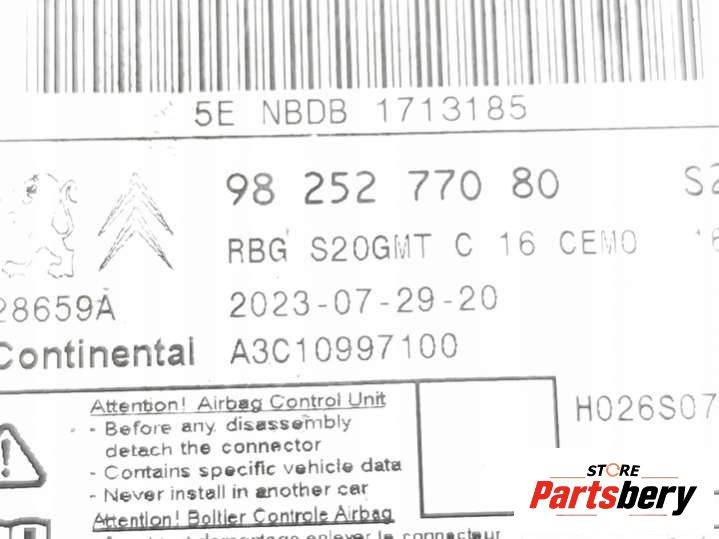 5E NBDB 1713185
98 252 770 80
RBG S20GMT C 16 CEMO
28659A 2023-07-29-20
Continental A3C10997100
H026S07
Attention! Airbag Control Unit
- Before any disassembly
detach the connector
- Contains specific vehicle data
- Never install in another car
Attention! Boîtier Controle Airbag
STORE
Partsbery